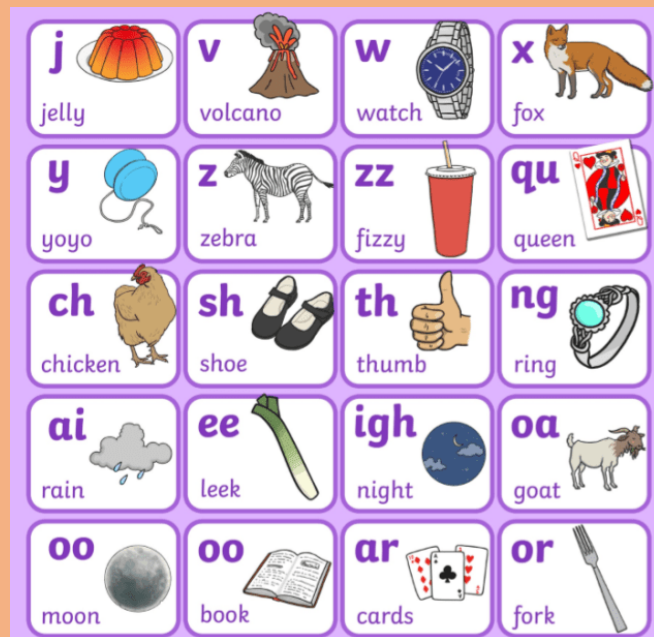 j
jelly
v
volcano
w
watch
x
fox
y
yoyo
z
zebra
zz
fizzy
qu
queen
ch
chicken
sh
shoe
th
thumb
ng
ring
ai
rain
ee
leek
igh
night
oa
goat
oo
moon
oo
book
ar
cards
or
fork